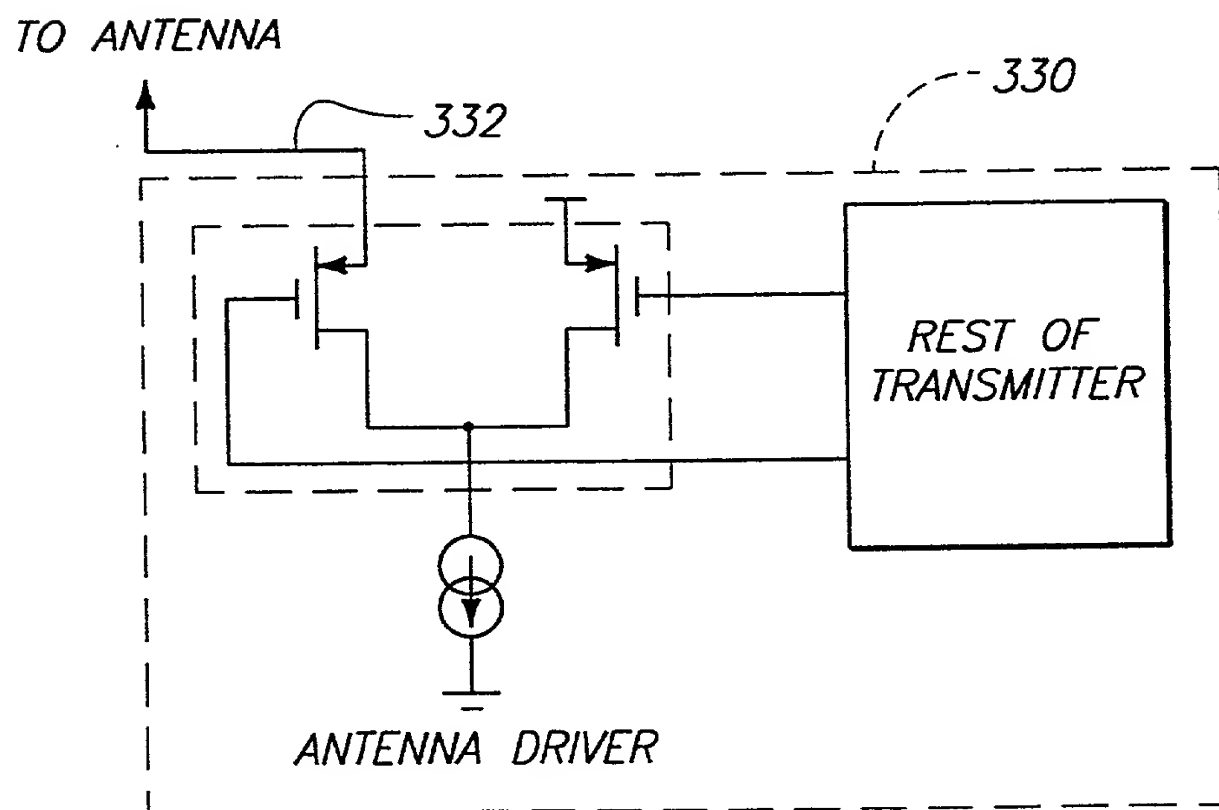 TO ANTENNA
332
330
REST OF
TRANSMITTER
ANTENNA DRIVER